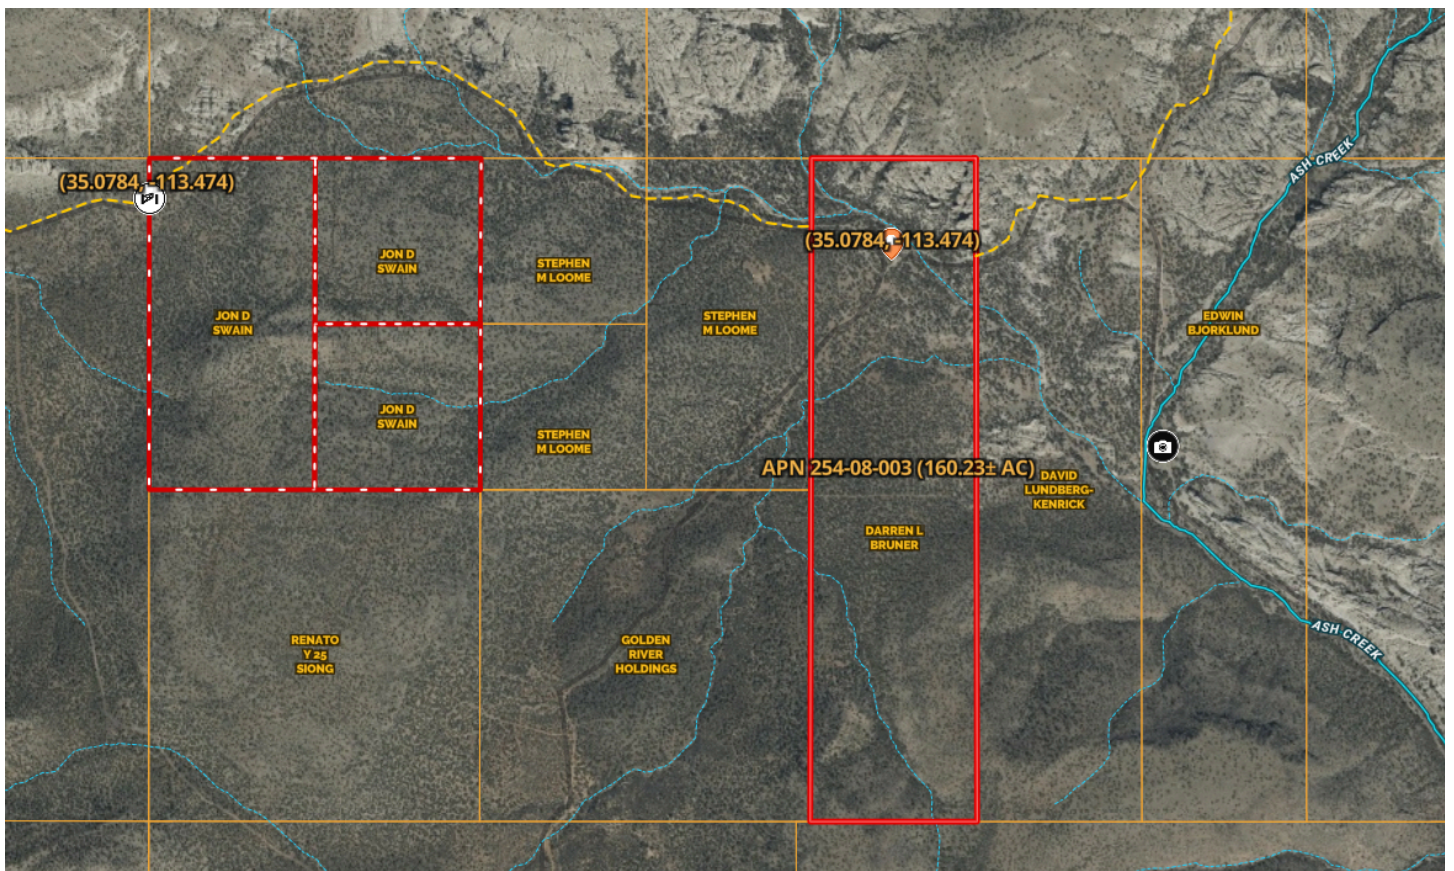 ASH CREEK
(35.0784, -113.474)
(35.0784, -113.474)
JON D
SWAIN
STEPHEN
M LOOME
JON D
SWAIN
STEPHEN
M LOOME
EDWIN
BJORKLUND
JON D
SWAIN
STEPHEN
M LOOME
APN 254-08-003 (160.23± AC)
DAVID
LUNDBERG-
KENRICK
DARREN L
BRUNER
RENATO
Y 25
SIONG
GOLDEN
RIVER
HOLDINGS
ASH CREEK